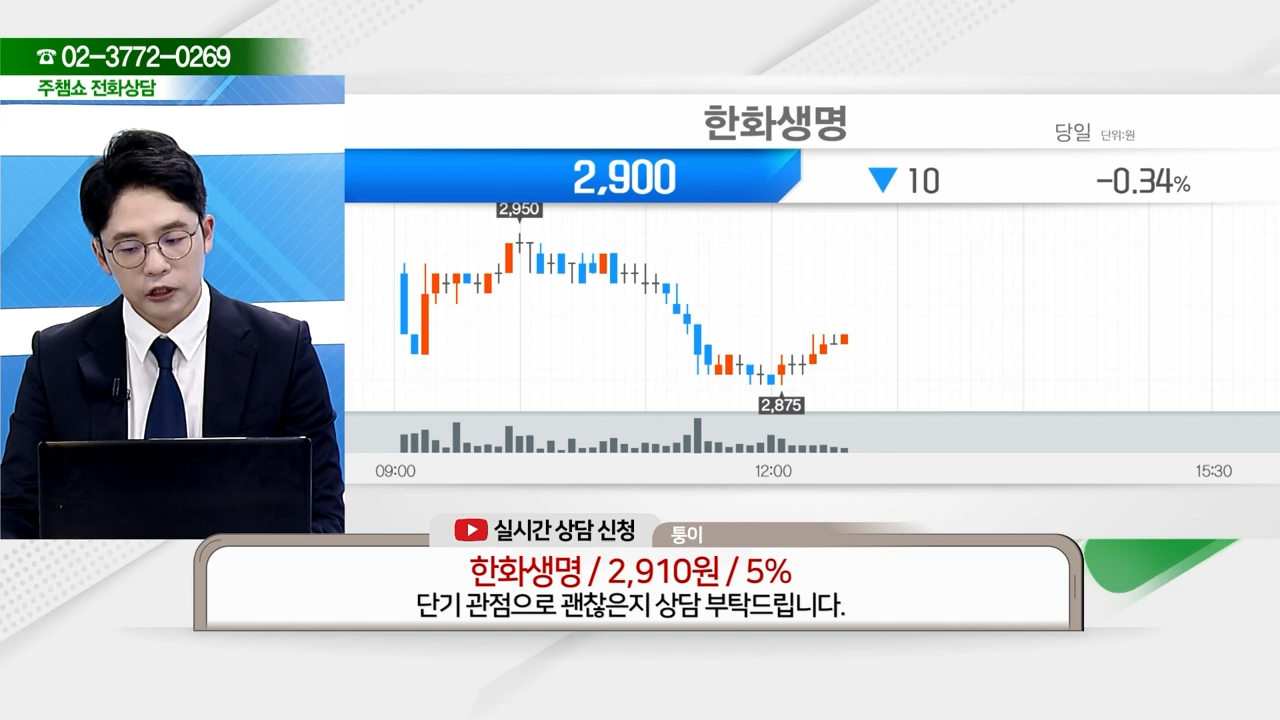 ☎ 02-3772-0269
주챔쇼 전화상담
한화생명
당일 단위:원
2,900 ▼ 10 -0.34%
2,950
2,875
09:00 12:00 15:30
실시간 상담 신청 퉁이
한화생명 / 2,910원 / 5%
단기 관점으로 괜찮은지 상담 부탁드립니다.